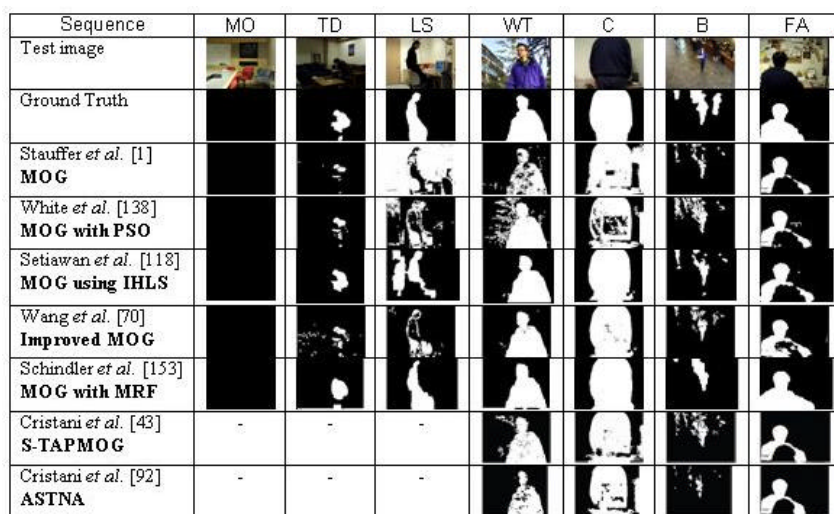 Sequence MO TD LS WT C B FA
Test image
Ground Truth
Stauffer et al. [1]
MOG
White et al. [138]
MOG with PSO
Setiawan et al. [118]
MOG using IHLS
Wang et al. [70]
Improved MOG
Schindler et al. [153]
MOG with MRF
Cristani et al. [43] - - -
S-TAPMOG
Cristani et al. [92] - - -
ASTNA